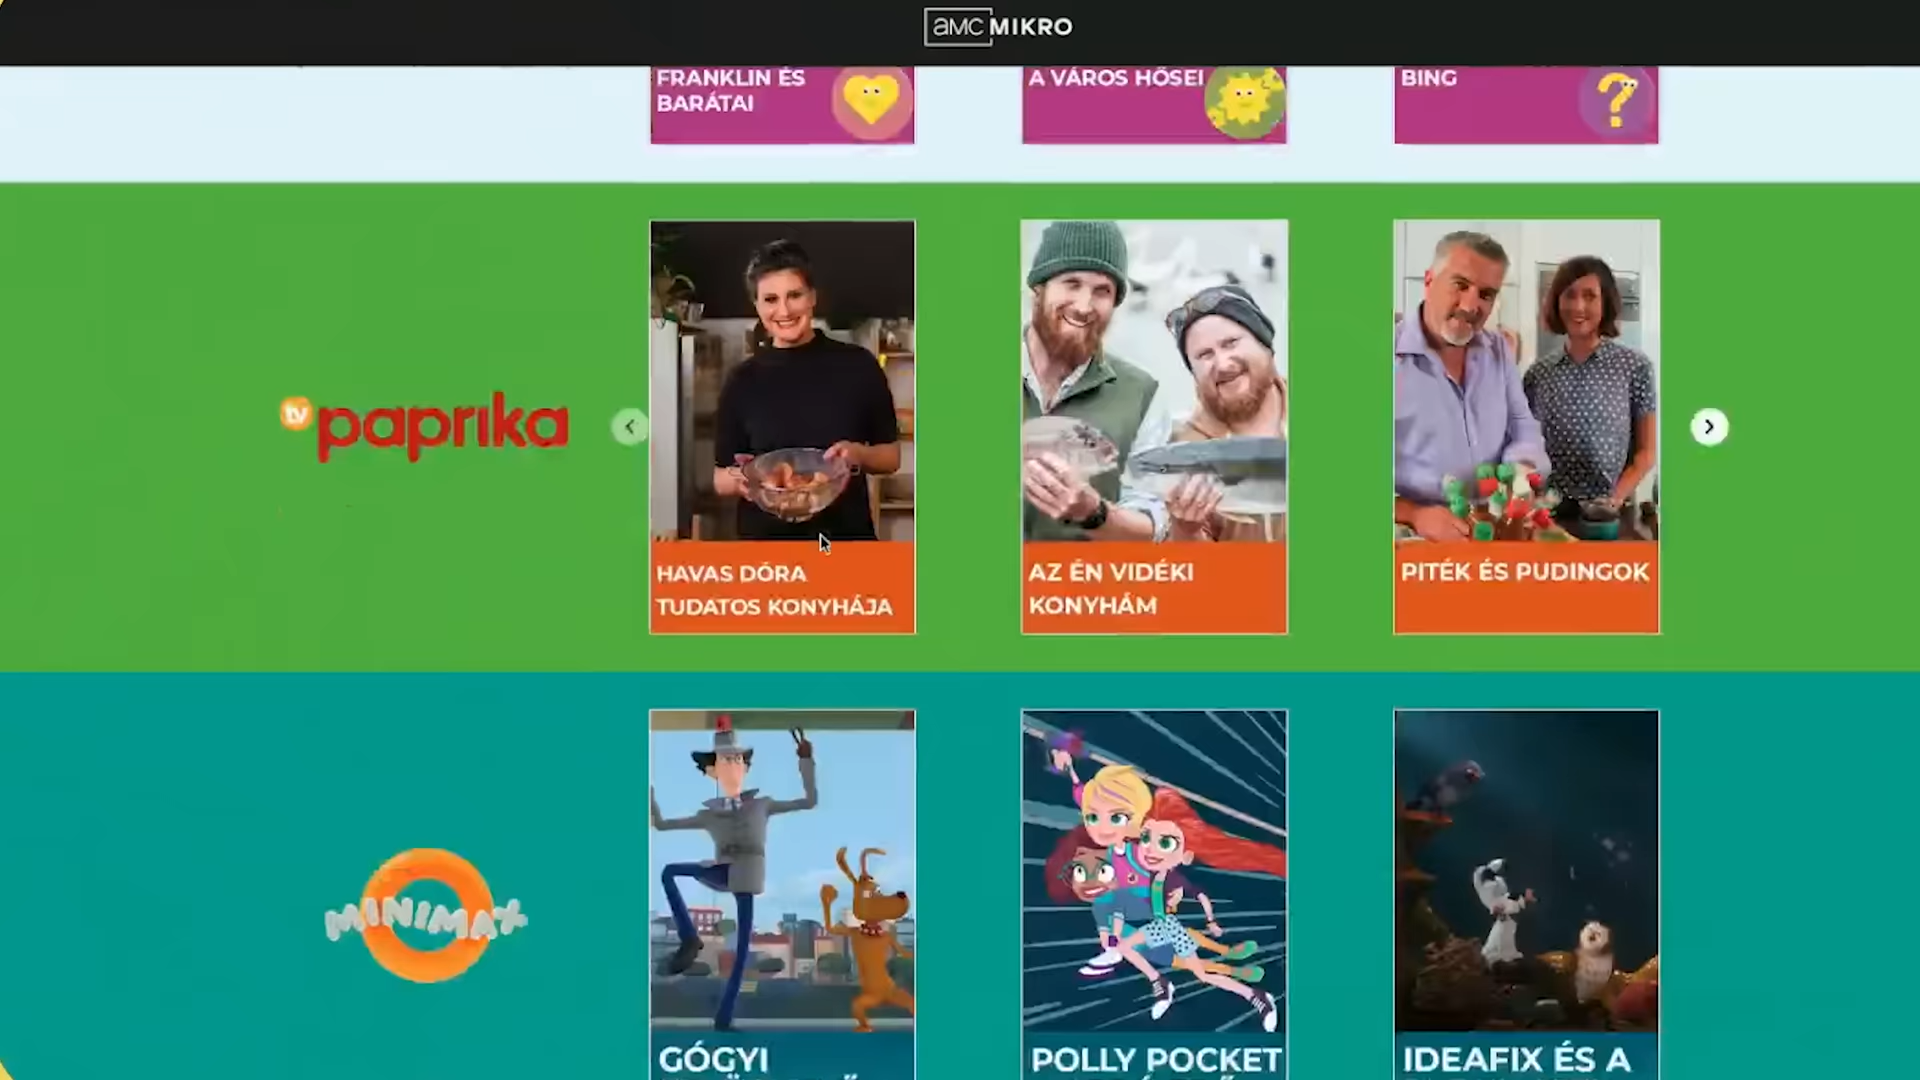 aMC MIKRO
FRANKLIN ÉS
BARÁTAI
A VÁROS HŐSEI
BING
tv paprika
HAVAS DÓRA
TUDATOS KONYHÁJA
AZ ÉN VIDÉKI
KONYHÁM
PITÉK ÉS PUDINGOK
MINIMAX
GÓGYI
POLLY POCKET
IDEAFIX ÉS A